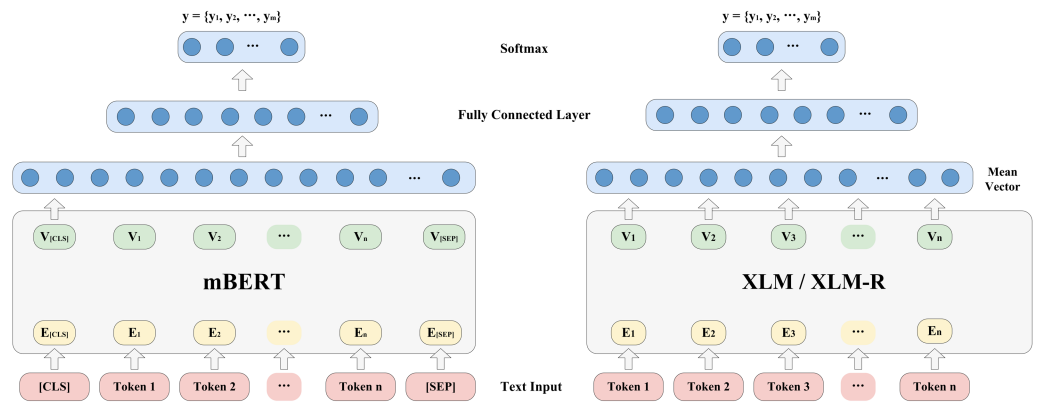 y = {y₁, y₂, ···, yₘ}
y = {y₁, y₂, ···, yₘ}
···
Softmax
···
···
Fully Connected Layer
···
···
···
Mean Vector
V[CLS] V₁ V₂ ··· Vₙ V[SEP]
V₁ V₂ V₃ ··· Vₙ
mBERT
XLM / XLM-R
E[CLS] E₁ E₂ ··· Eₙ E[SEP]
E₁ E₂ E₃ ··· Eₙ
[CLS] Token 1 Token 2 ··· Token n [SEP]
Text Input
Token 1 Token 2 Token 3 ··· Token n